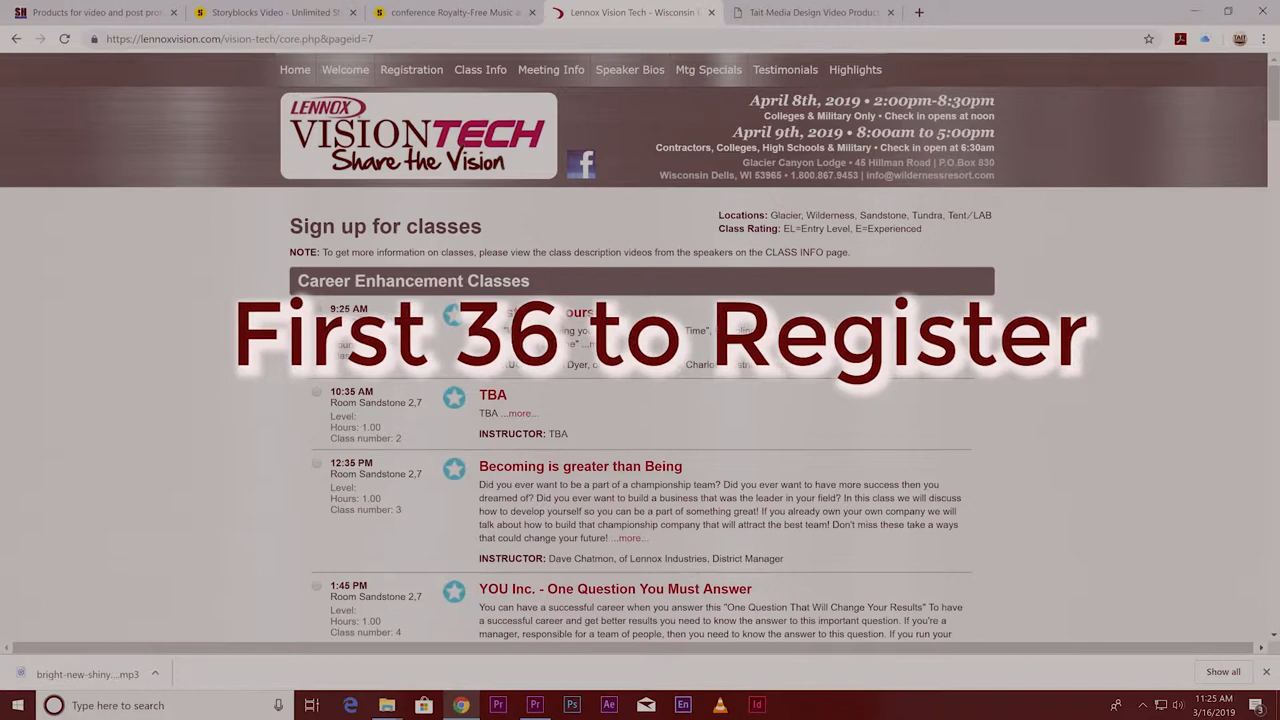 Products for video and post pro
Storyblocks Video - Unlimited St
conference Royalty-Free Music a
Lennox Vision Tech - Wisconsin
Tait Media Design Video Produc
https://lennoxvision.com/vision-tech/core.php&pageid=7
Home Welcome Registration Class Info Meeting Info Speaker Bios Mtg Specials Testimonials Highlights
LENNOX
VISIONTECH
Share the Vision
f
April 8th, 2019 • 2:00pm-8:30pm
Colleges & Military Only • Check in opens at noon
April 9th, 2019 • 8:00am to 5:00pm
Contractors, Colleges, High Schools & Military • Check in open at 6:30am
Glacier Canyon Lodge • 45 Hillman Road | P.O.Box 830
Wisconsin Dells, WI 53965 • 1.800.867.9453 | info@wildernessresort.com
Sign up for classes
Locations: Glacier, Wilderness, Sandstone, Tundra, Tent/LAB
Class Rating: EL=Entry Level, E=Experienced
NOTE: To get more information on classes, please view the class description videos from the speakers on the CLASS INFO page.
Career Enhancement Classes
9:25 AM
First 36 to Register
10:35 AM
Room Sandstone 2,7
Level:
Hours: 1.00
Class number: 2
TBA
TBA ...more...
INSTRUCTOR: TBA
12:35 PM
Room Sandstone 2,7
Level:
Hours: 1.00
Class number: 3
Becoming is greater than Being
Did you ever want to be a part of a championship team? Did you ever want to have more success then you
dreamed of? Did you ever want to build a business that was the leader in your field? In this class we will discuss
how to develop yourself so you can be a part of something great! If you already own your own company we will
talk about how to build that championship company that will attract the best team! Don't miss these take a ways
that could change your future! ...more...
INSTRUCTOR: Dave Chatmon, of Lennox Industries, District Manager
1:45 PM
Room Sandstone 2,7
Level:
Hours: 1.00
Class number: 4
YOU Inc. - One Question You Must Answer
You can have a successful career when you answer this "One Question That Will Change Your Results" To have
a successful career and get better results you need to know the answer to this important question. If you're a
manager, responsible for a team of people, then you need to know the answer to this question. If you run your
bright-new-shiny....mp3
Show all
Type here to search
Pr Pr Ps Ae En Id
11:25 AM
3/16/2019